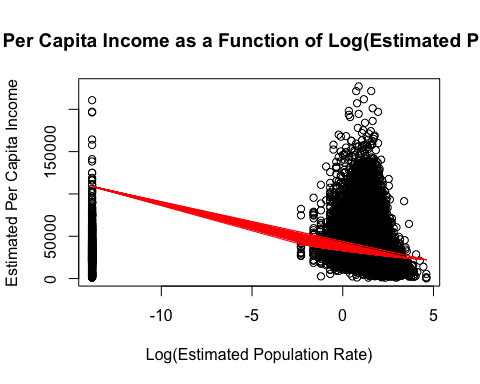 Per Capita Income as a Function of Log(Estimated P
Estimated Per Capita Income
150000
50000
0
-10
-5
0
5
Log(Estimated Population Rate)